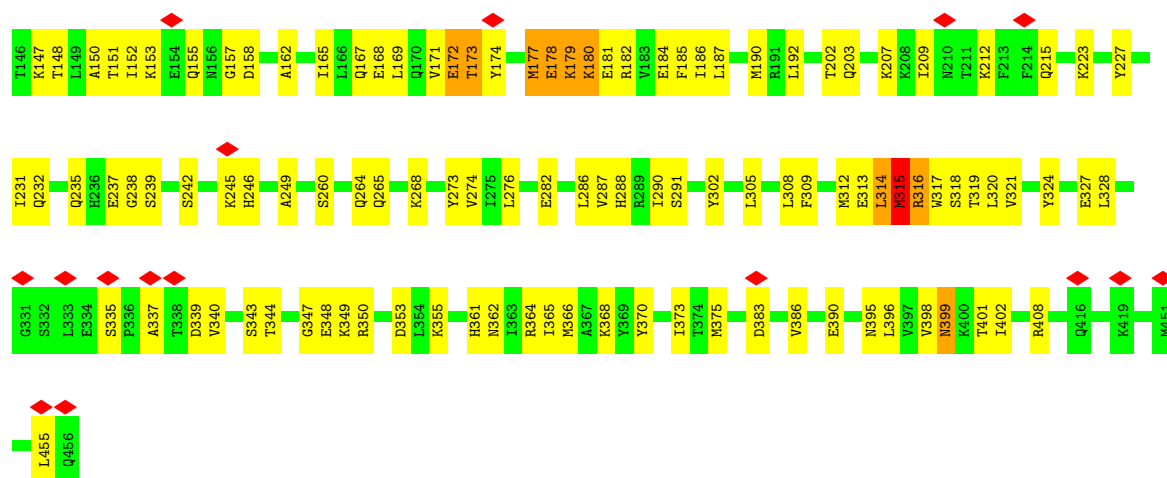 T146 K147 T148 L149 A150 T151 I152 K153 E154 Q155 N156 G157 D158 A162 I165 L166 Q167 E168 L169 Q170 V171 E172 T173 Y174 M177 E178 K179 K180 E181 R182 V183 E184 F185 I186 L187 M190 R191 L192 T202 Q203 K207 K208 I209 N210 T211 K212 F213 F214 Q215 K223 Y227
I231 Q232 Q235 H236 E237 G238 S239 S242 K245 H246 A249 S260 Q264 Q265 K268 Y273 V274 I275 L276 E282 L286 V287 H288 R289 I290 S291 Y302 L305 L308 F309 M312 E313 L314 M315 R316 W317 S318 T319 L320 V321 Y324 E327 L328
G331 S332 L333 E334 S335 P336 A337 T338 D339 V340 S343 T344 G347 E348 K349 R350 D353 L354 K355 H361 N362 I363 R364 I365 M366 A367 K368 Y369 Y370 I373 T374 M375 D383 V386 E390 N395 L396 V397 V398 N399 K400 T401 I402 R408 Q416 K419 M451
L455 Q456